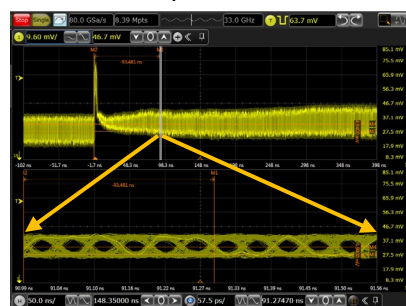 Stop Single 80.0 GSa/s 8.39 Mpts 33.0 GHz T 63.7 mV
1 9.60 mV/ 46.7 mV 0
M2 M1
-93.481 ns
85.1 mV
75.5 mV
65.9 mV
56.3 mV
46.7 mV
37.1 mV
27.5 mV
17.9 mV
8.3 mV
-102 ns -51.7 ns -1.7 ns 48.3 ns 98.3 ns 148 ns 198 ns 248 ns 298 ns 348 ns 398 ns
M1
-93.481 ns
85.1 mV
75.5 mV
65.9 mV
56.3 mV
46.7 mV
37.1 mV
27.5 mV
17.9 mV
8.3 mV
90.99 ns 91.04 ns 91.10 ns 91.16 ns 91.22 ns 91.27 ns 91.33 ns 91.39 ns 91.45 ns 91.50 ns 91.56 ns
H 50.0 ns/ 148.35000 ns 0 57.5 ps/ 91.27470 ns 0